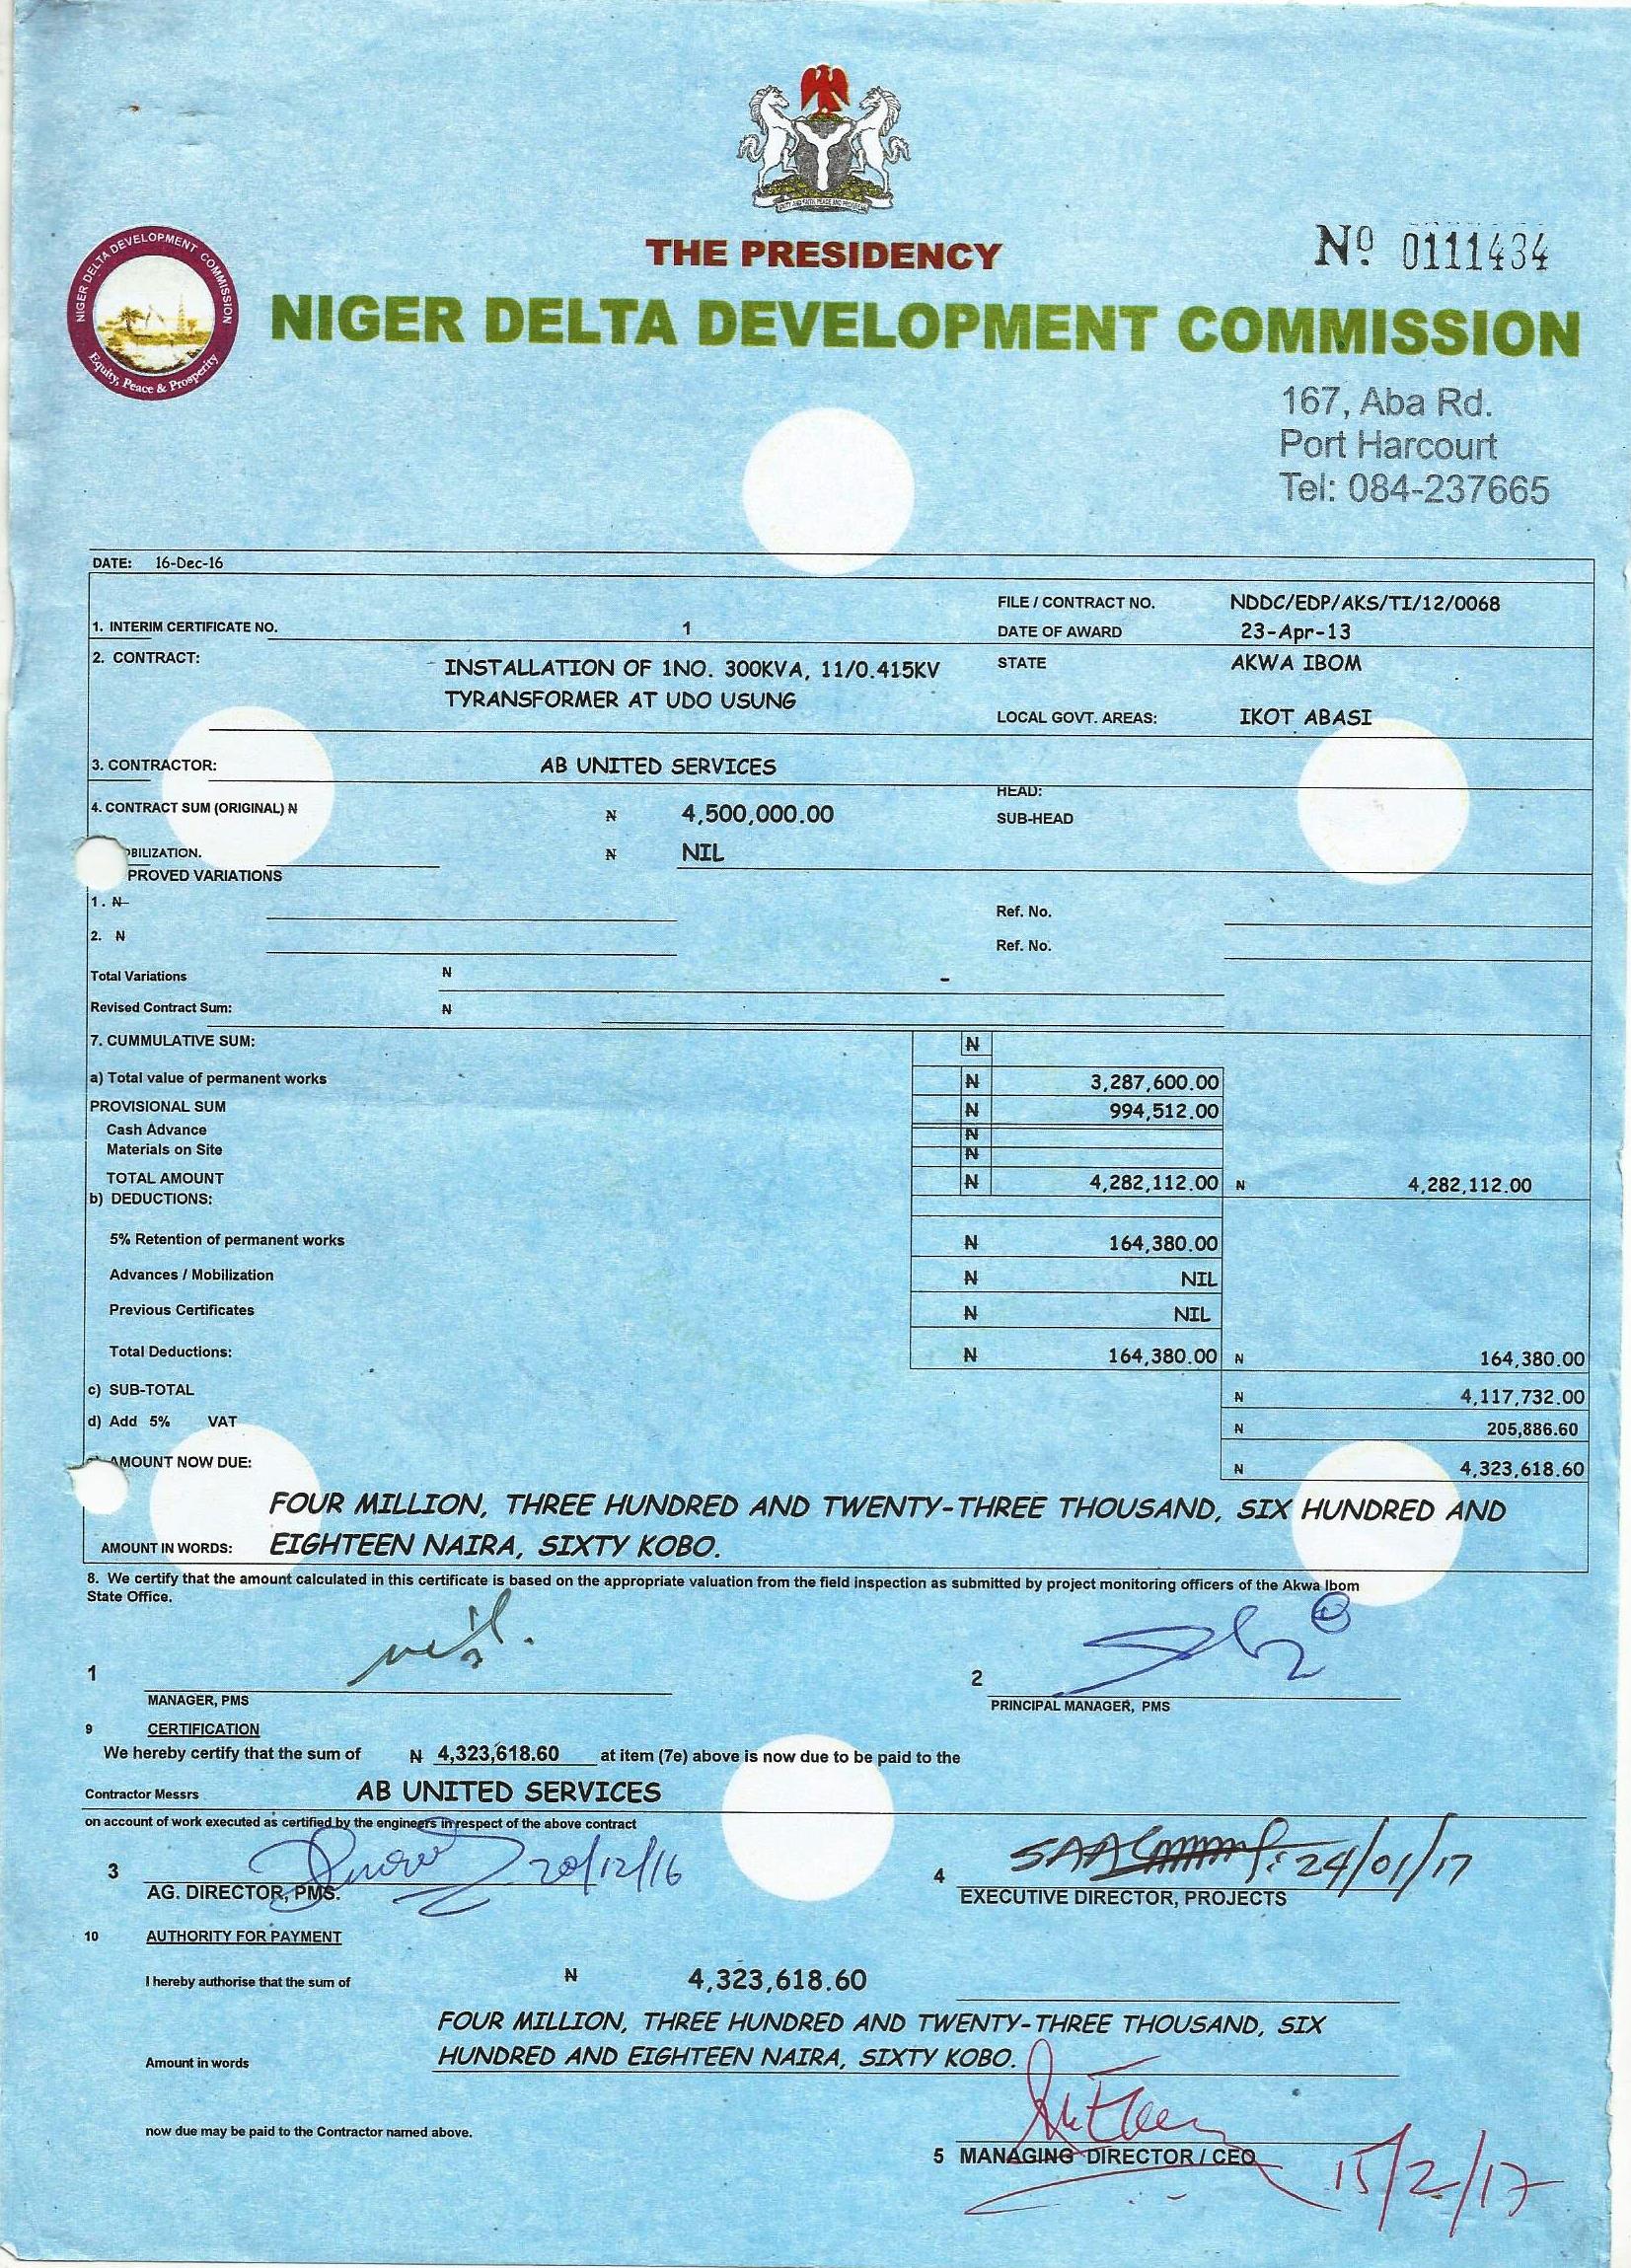 THE PRESIDENCY
Nº 0111434
NIGER DELTA DEVELOPMENT COMMISSION
NIGER DELTA DEVELOPMENT COMMISSION
Equity, Peace & Prosperity
167, Aba Rd.
Port Harcourt
Tel: 084-237665
DATE: 16-Dec-16
FILE / CONTRACT NO. NDDC/EDP/AKS/TI/12/0068
1. INTERIM CERTIFICATE NO. 1
DATE OF AWARD 23-Apr-13
2. CONTRACT: INSTALLATION OF 1NO. 300KVA, 11/0.415KV
STATE AKWA IBOM
TYRANSFORMER AT UDO USUNG
LOCAL GOVT. AREAS: IKOT ABASI
3. CONTRACTOR: AB UNITED SERVICES
HEAD:
4. CONTRACT SUM (ORIGINAL) ₦ ₦ 4,500,000.00
SUB-HEAD
OBILIZATION. ₦ NIL
PROVED VARIATIONS
1. ₦ Ref. No.
2. ₦ Ref. No.
Total Variations ₦ -
Revised Contract Sum: ₦
7. CUMMULATIVE SUM: ₦
a) Total value of permanent works ₦ 3,287,600.00
PROVISIONAL SUM ₦ 994,512.00
Cash Advance ₦
Materials on Site ₦
TOTAL AMOUNT ₦ 4,282,112.00 ₦ 4,282,112.00
b) DEDUCTIONS:
5% Retention of permanent works ₦ 164,380.00
Advances / Mobilization ₦ NIL
Previous Certificates ₦ NIL
Total Deductions: ₦ 164,380.00 ₦ 164,380.00
c) SUB-TOTAL ₦ 4,117,732.00
d) Add 5% VAT ₦ 205,886.60
AMOUNT NOW DUE: ₦ 4,323,618.60
FOUR MILLION, THREE HUNDRED AND TWENTY-THREE THOUSAND, SIX HUNDRED AND
AMOUNT IN WORDS: EIGHTEEN NAIRA, SIXTY KOBO.
8. We certify that the amount calculated in this certificate is based on the appropriate valuation from the field inspection as submitted by project monitoring officers of the Akwa Ibom
State Office.
1 MANAGER, PMS
2 PRINCIPAL MANAGER, PMS
9 CERTIFICATION
We hereby certify that the sum of ₦ 4,323,618.60 at item (7e) above is now due to be paid to the
Contractor Messrs AB UNITED SERVICES
on account of work executed as certified by the engineers in respect of the above contract
20/12/16
24/01/17
3 AG. DIRECTOR, PMS.
4 EXECUTIVE DIRECTOR, PROJECTS
10 AUTHORITY FOR PAYMENT
I hereby authorise that the sum of ₦ 4,323,618.60
FOUR MILLION, THREE HUNDRED AND TWENTY-THREE THOUSAND, SIX
Amount in words HUNDRED AND EIGHTEEN NAIRA, SIXTY KOBO.
now due may be paid to the Contractor named above.
5 MANAGING DIRECTOR / CEO
15/2/17